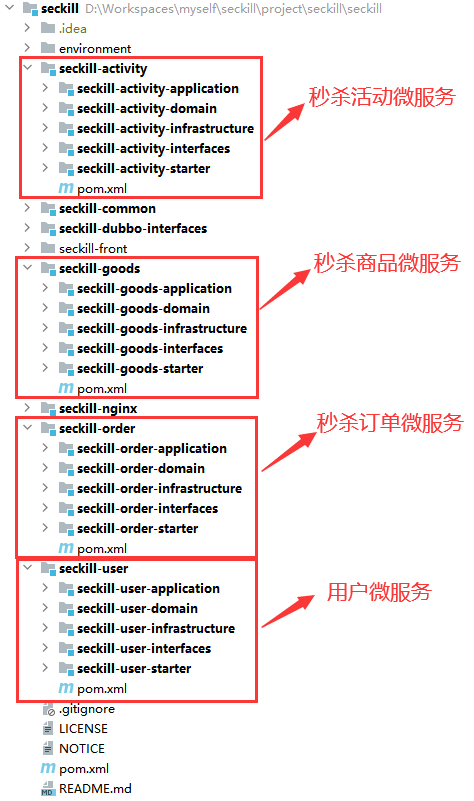 seckill D:\Workspaces\myself\seckill\project\seckill\seckill
.idea
environment
seckill-activity
seckill-activity-application
秒杀活动微服务
seckill-activity-domain
seckill-activity-infrastructure
seckill-activity-interfaces
seckill-activity-starter
m pom.xml
seckill-common
seckill-dubbo-interfaces
seckill-front
seckill-goods
秒杀商品微服务
seckill-goods-application
seckill-goods-domain
seckill-goods-infrastructure
seckill-goods-interfaces
seckill-goods-starter
m pom.xml
seckill-nginx
seckill-order
秒杀订单微服务
seckill-order-application
seckill-order-domain
seckill-order-infrastructure
seckill-order-interfaces
seckill-order-starter
m pom.xml
seckill-user
seckill-user-application
用户微服务
seckill-user-domain
seckill-user-infrastructure
seckill-user-interfaces
seckill-user-starter
m pom.xml
.gitignore
LICENSE
NOTICE
m pom.xml
MD README.md